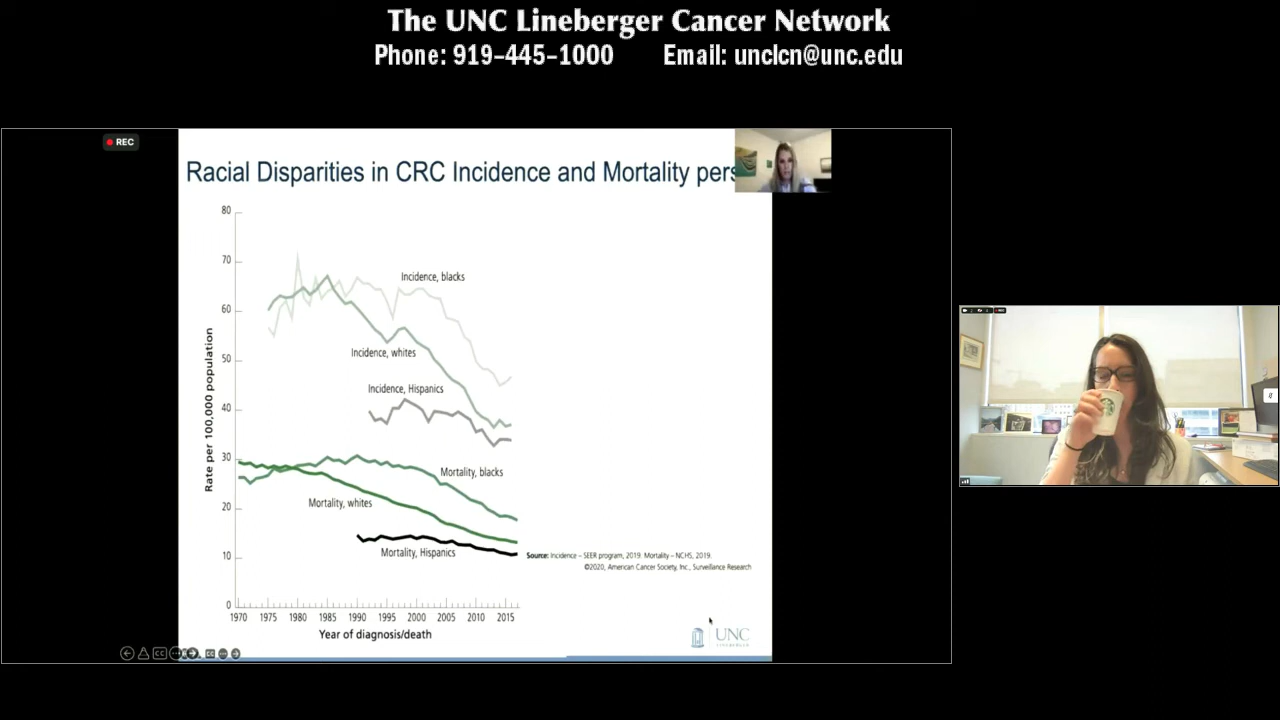 The UNC Lineberger Cancer Network
Phone: 919-445-1000 Email: unclcn@unc.edu
REC
Racial Disparities in CRC Incidence and Mortality pers
80
70
60
50
40
30
20
10
0
Rate per 100,000 population
Incidence, blacks
Incidence, whites
Incidence, Hispanics
Mortality, blacks
Mortality, whites
Mortality, Hispanics
1970 1975 1980 1985 1990 1995 2000 2005 2010 2015
Year of diagnosis/death
Source: Incidence – SEER program, 2019. Mortality – NCHS, 2019.
©2020, American Cancer Society, Inc., Surveillance Research
UNC
LINEBERGER